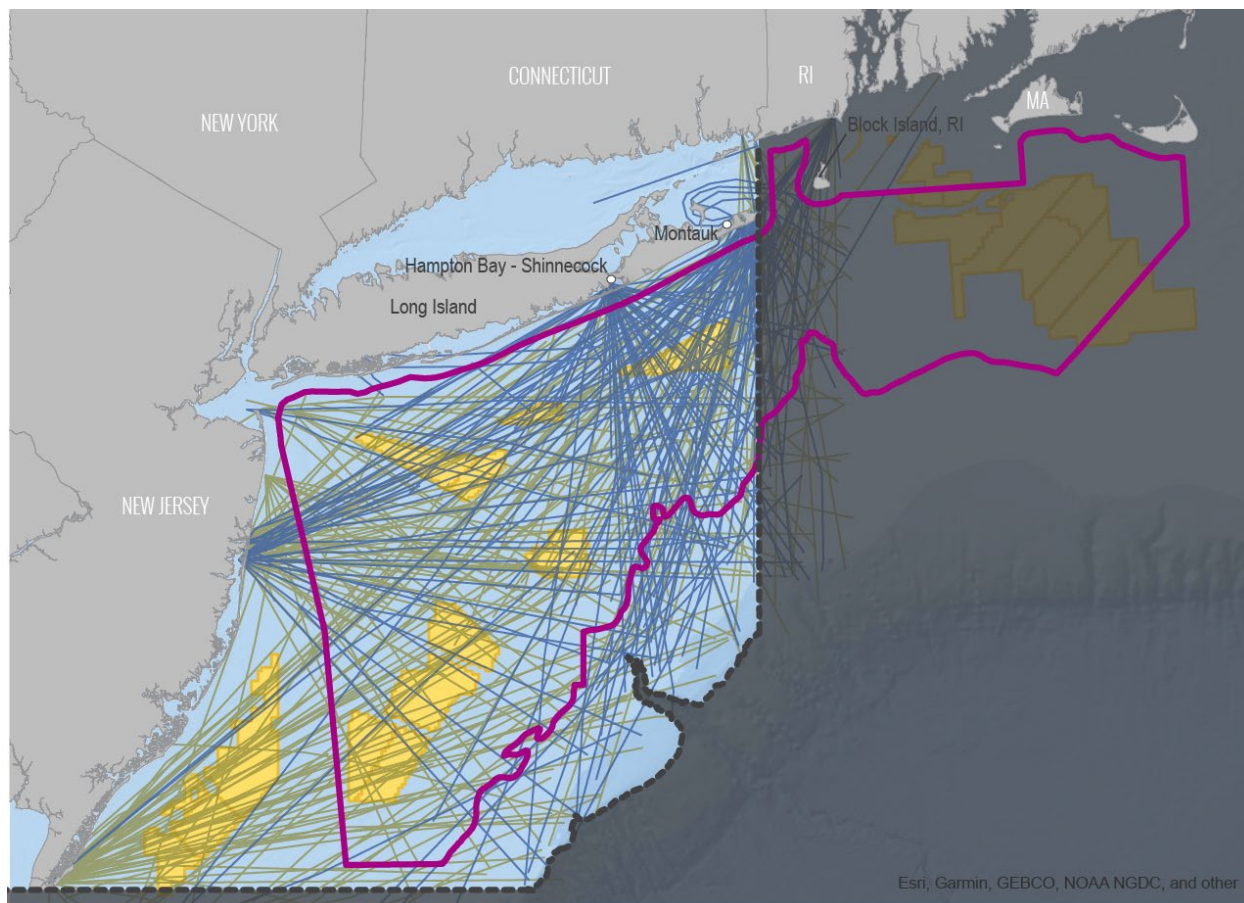 CONNECTICUT
RI
MA
NEW YORK
Block Island, RI
Montauk
Hampton Bay - Shinnecock
Long Island
NEW JERSEY
Esri, Garmin, GEBCO, NOAA NGDC, and other